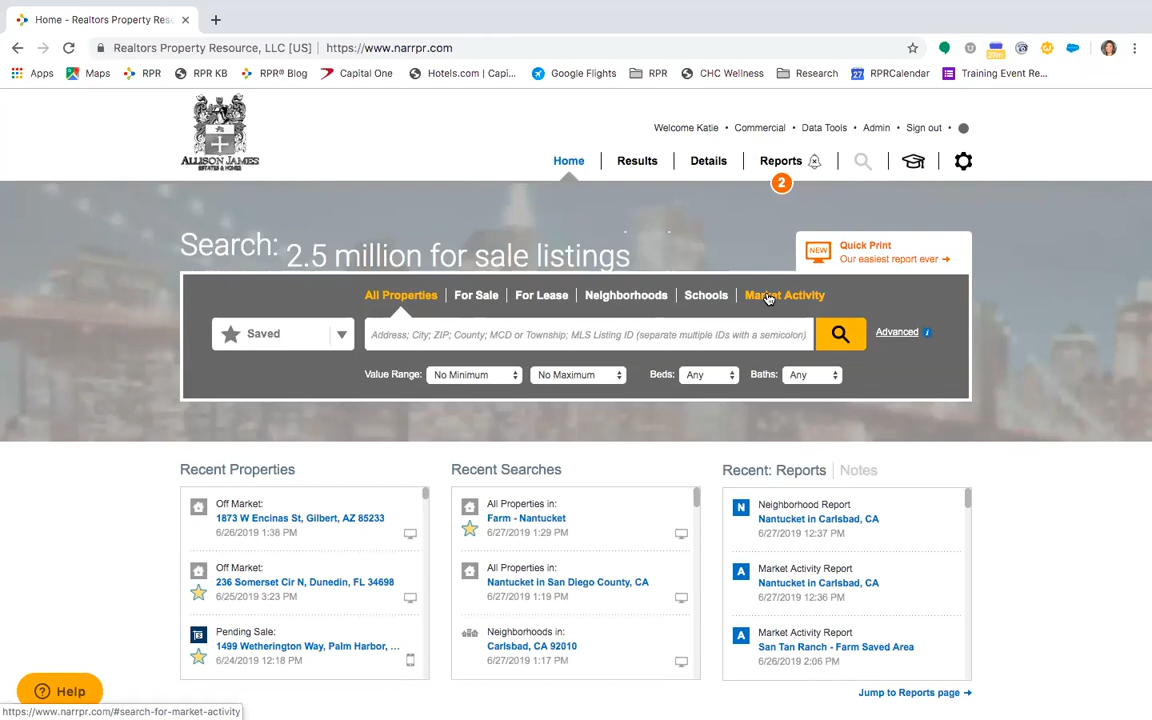 Home - Realtors Property Reso
Realtors Property Resource, LLC [US] | https://www.narrpr.com
Apps Maps RPR RPR KB RPR® Blog Capital One Hotels.com | Capi... Google Flights RPR CHC Wellness Research RPRCalendar Training Event Re...
ALLISON JAMES
ESTATES & HOMES
Welcome Katie • Commercial • Data Tools • Admin • Sign out •
Home Results Details Reports
2
Search: 2.5 million for sale listings
NEW Quick Print
Our easiest report ever →
All Properties For Sale For Lease Neighborhoods Schools Market Activity
Saved
Address; City; ZIP; County; MCD or Township; MLS Listing ID (separate multiple IDs with a semicolon)
Advanced i
Value Range: No Minimum No Maximum Beds: Any Baths: Any
Recent Properties
Off Market:
1873 W Encinas St, Gilbert, AZ 85233
6/26/2019 1:38 PM
Off Market:
236 Somerset Cir N, Dunedin, FL 34698
6/25/2019 3:23 PM
Pending Sale:
1499 Wetherington Way, Palm Harbor, ...
6/24/2019 12:18 PM
Recent Searches
All Properties in:
Farm - Nantucket
6/27/2019 1:29 PM
All Properties in:
Nantucket in San Diego County, CA
6/27/2019 1:19 PM
Neighborhoods in:
Carlsbad, CA 92010
6/27/2019 1:17 PM
Recent: Reports | Notes
N Neighborhood Report
Nantucket in Carlsbad, CA
6/27/2019 12:37 PM
A Market Activity Report
Nantucket in Carlsbad, CA
6/27/2019 12:36 PM
A Market Activity Report
San Tan Ranch - Farm Saved Area
6/26/2019 2:06 PM
Jump to Reports page →
? Help
https://www.narrpr.com/#search-for-market-activity